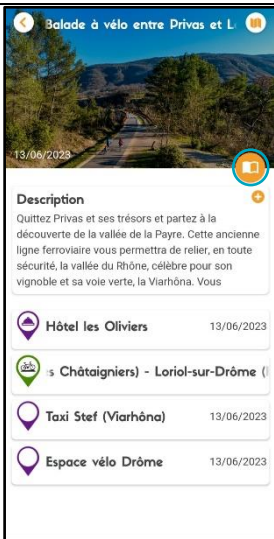 Balade à vélo entre Privas et L
13/06/2023
Description
Quittez Privas et ses trésors et partez à la
découverte de la vallée de la Payre. Cette ancienne
ligne ferroviaire vous permettra de relier, en toute
sécurité, la vallée du Rhône, célèbre pour son
vignoble et sa voie verte, la Viarhôna. Vous
Hôtel les Oliviers 13/06/2023
s Châtaigniers) - Loriol-sur-Drôme (
Taxi Stef (Viarhôna) 13/06/2023
Espace vélo Drôme 13/06/2023